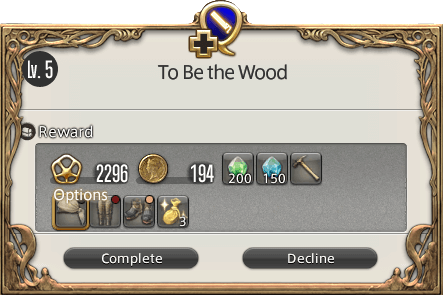 Lv. 5
To Be the Wood
Reward
2296 194 200 150
Options
3
Complete Decline